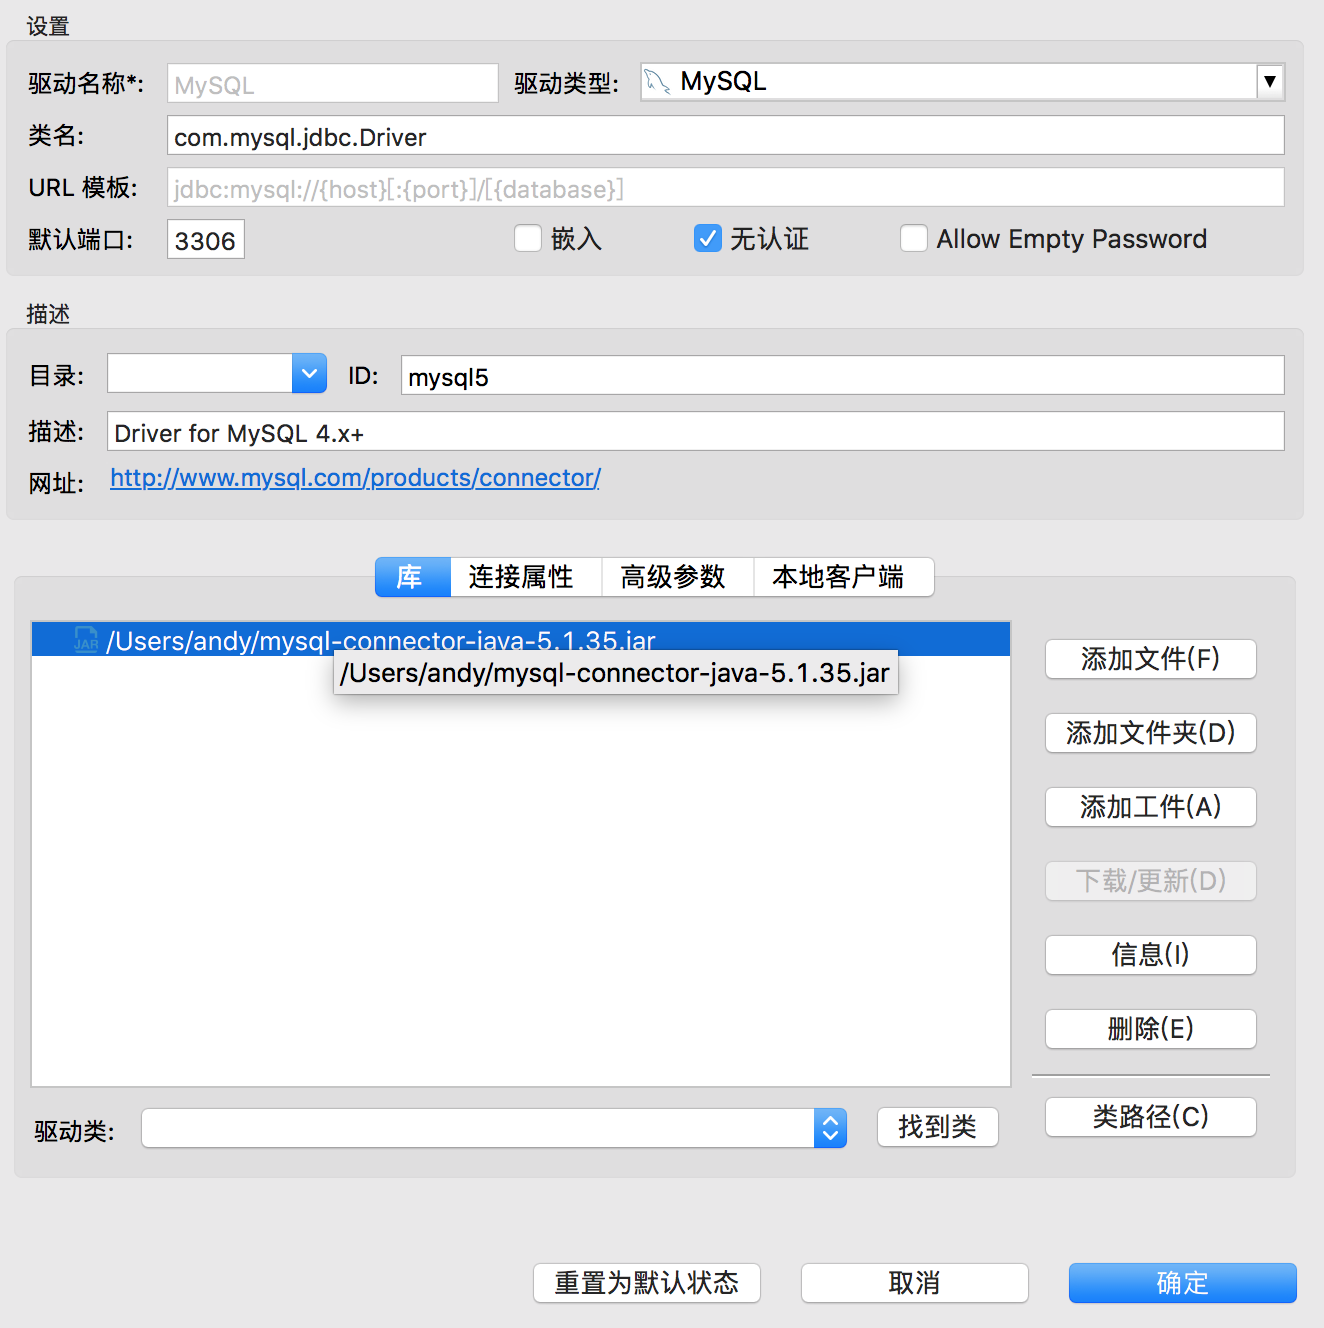 设置
驱动名称*: MySQL 驱动类型: MySQL
类名: com.mysql.jdbc.Driver
URL 模板: jdbc:mysql://{host}[:{port}]/[{database}]
默认端口: 3306 嵌入 无认证 Allow Empty Password
描述
目录: ID: mysql5
描述: Driver for MySQL 4.x+
网址: http://www.mysql.com/products/connector/
库 连接属性 高级参数 本地客户端
/Users/andy/mysql-connector-java-5.1.35.jar
/Users/andy/mysql-connector-java-5.1.35.jar
添加文件(F)
添加文件夹(D)
添加工件(A)
下载/更新(D)
信息(I)
删除(E)
类路径(C)
驱动类: 找到类
重置为默认状态 取消 确定